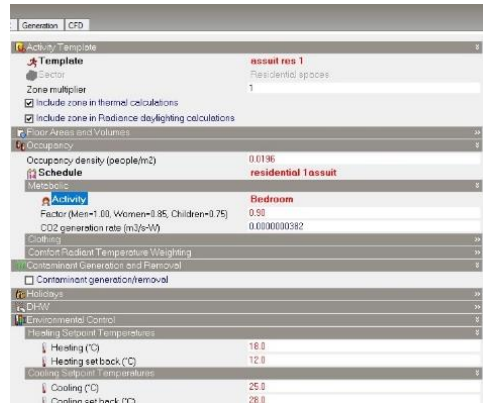 Generation CFD
Activity Template
Template assuit res 1
Sector Residential spaces
Zone multiplier 1
Include zone in thermal calculations
Include zone in Radiance daylighting calculations
Floor Areas and Volumes
Occupancy
Occupancy density (people/m2) 0.0196
Schedule residential 1assuit
Metabolic
Activity Bedroom
Factor (Men=1.00, Women=0.85, Children=0.75) 0.90
CO2 generation rate (m3/s-W) 0.0000000382
Clothing
Comfort Radiant Temperature Weighting
Contaminant Generation and Removal
Contaminant generation/removal
Holidays
DHW
Environmental Control
Heating Setpoint Temperatures
Heating (°C) 18.0
Heating set back (°C) 12.0
Cooling Setpoint Temperatures
Cooling (°C) 25.0
Cooling set back (°C) 28.0